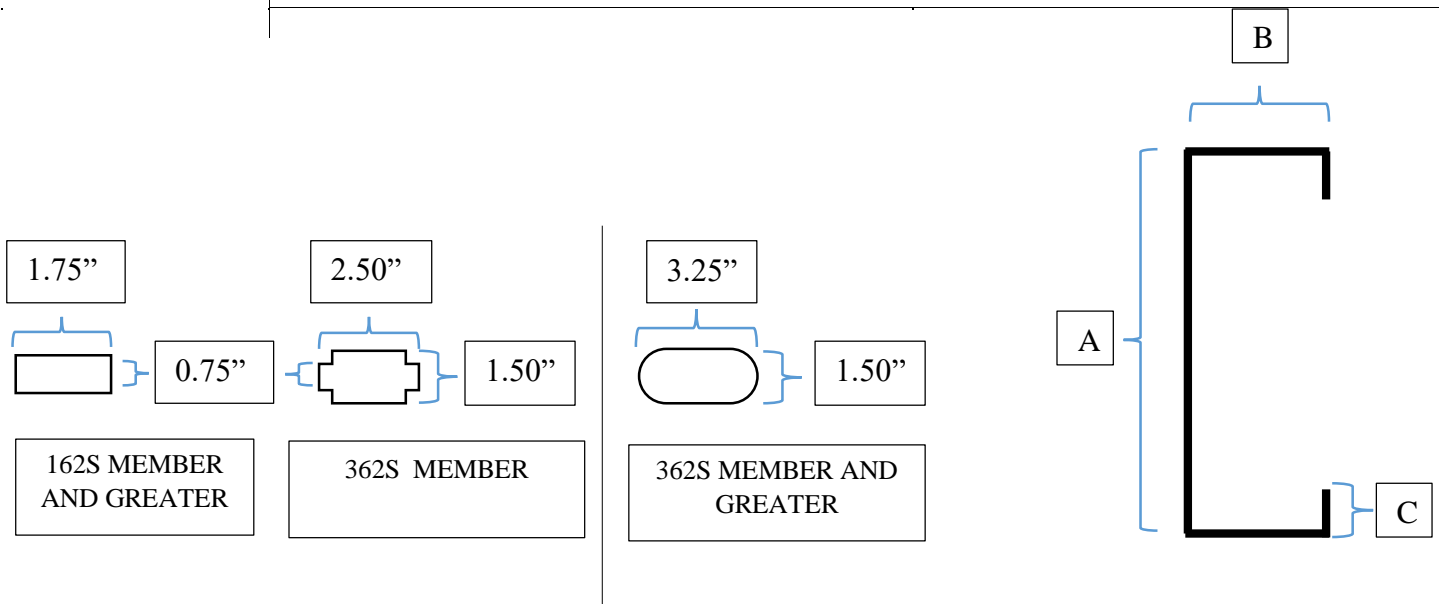 B
1.75”
2.50”
3.25”
A
0.75”
1.50”
1.50”
162S MEMBER
AND GREATER
362S MEMBER
362S MEMBER AND
GREATER
C